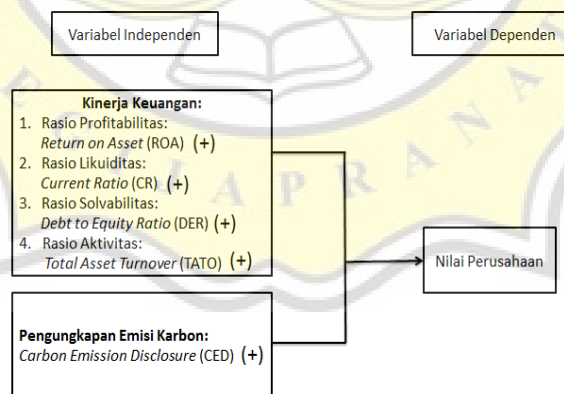 Variabel Independen
Variabel Dependen
Kinerja Keuangan:
1. Rasio Profitabilitas:
Return on Asset (ROA) (+)
2. Rasio Likuiditas:
Current Ratio (CR) (+)
3. Rasio Solvabilitas:
Debt to Equity Ratio (DER) (+)
4. Rasio Aktivitas:
Total Asset Turnover (TATO) (+)
Nilai Perusahaan
Pengungkapan Emisi Karbon:
Carbon Emission Disclosure (CED) (+)